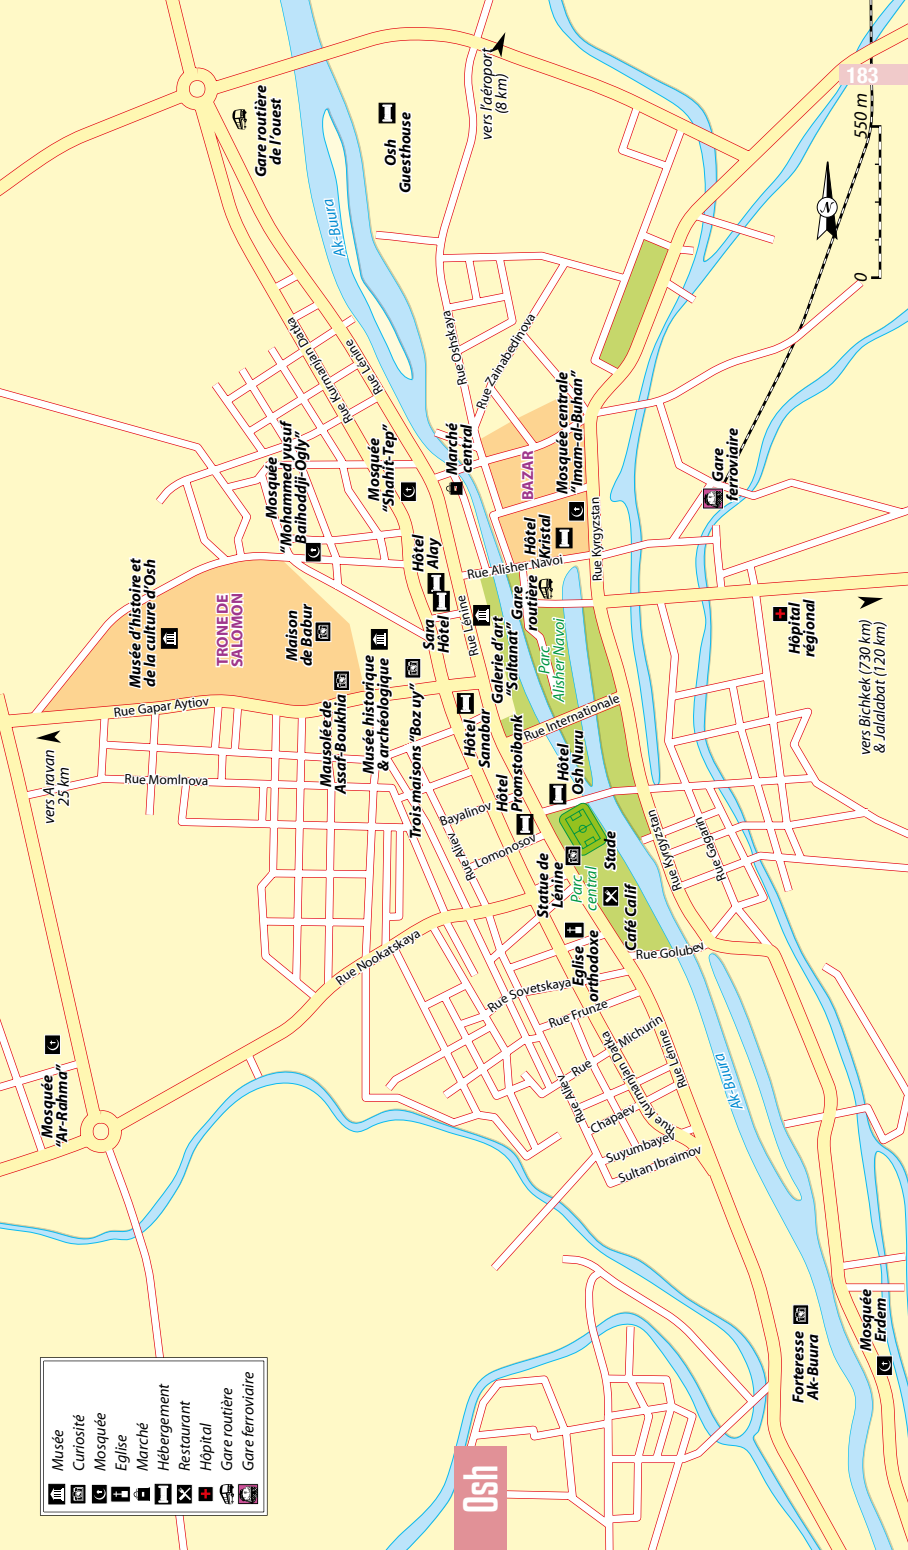 Osh
Musée
Curiosité
Mosquée
Eglise
Marché
Hébergement
Restaurant
Hôpital
Gare routière
Gare ferroviaire
Mosquée
"Ar-Rahma"
vers Aravan
25 km
Rue Gapar Aytiov
Rue MomInova
Musée d'histoire et
de la culture d'Osh
TRONE DE
SALOMON
Maison
de Babur
Mausolée de
Assaf-Boukhia
Musée historique
& archéologique
Trois maisons "Boz uy"
Mosquée
"Mohammed yusuf
Baihoddji-Ogly"
Mosquée
"Shahit-Tep"
Gare routière
de l'ouest
Osh
Guesthouse
Ak-Buura
vers l'aéroport
(8 km)
Rue Kurmanjan Datka
Rue Lénine
Rue Oshskaya
Rue Zainabedinova
Marché
central
BAZAR
Mosquée centrale
"Imam-al-Buhan"
Hôtel
Kristal
Hôtel
Alay
Sara
Hôtel
Rue Lénine
Rue Alisher Navoi
Rue Kyrgyzstan
Galerie d'art
"Saltanat"
Gare
routière
Parc
Alisher Navoi
Rue Internationale
Hôtel
Sanabar
Hôtel
Promstoibank
Hôtel
Osh Nuru
Bayalinov
Rue Aliev
Lomonosov
Statue de
Lénine
Parc
central
Stade
Café Calif
Eglise
orthodoxe
Rue Golubev
Rue Kyrgyzstan
Rue Gagarin
Rue Nookatskaya
Rue Sovetskaya
Rue Frunze
Rue Michurin
Rue Aliev
Rue Kurmanjan Datka
Rue Lénine
Chapaev
Suyumbayev
Sultan Ibraimov
Ak-Buura
Gare
ferroviaire
Hôpital
régional
vers Bichkek (730 km)
& Jalalabat (120 km)
Forteresse
Ak-Buura
Mosquée
Erdem
N
0
550 m
183